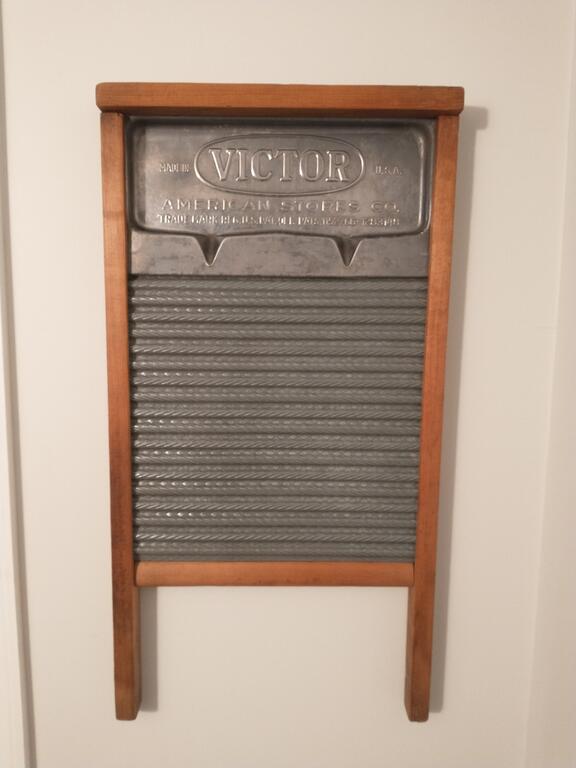 MADE IN VICTOR U.S.A.
AMERICAN STORES CO.
TRADE MARK REG. U.S. PAT. OFF.